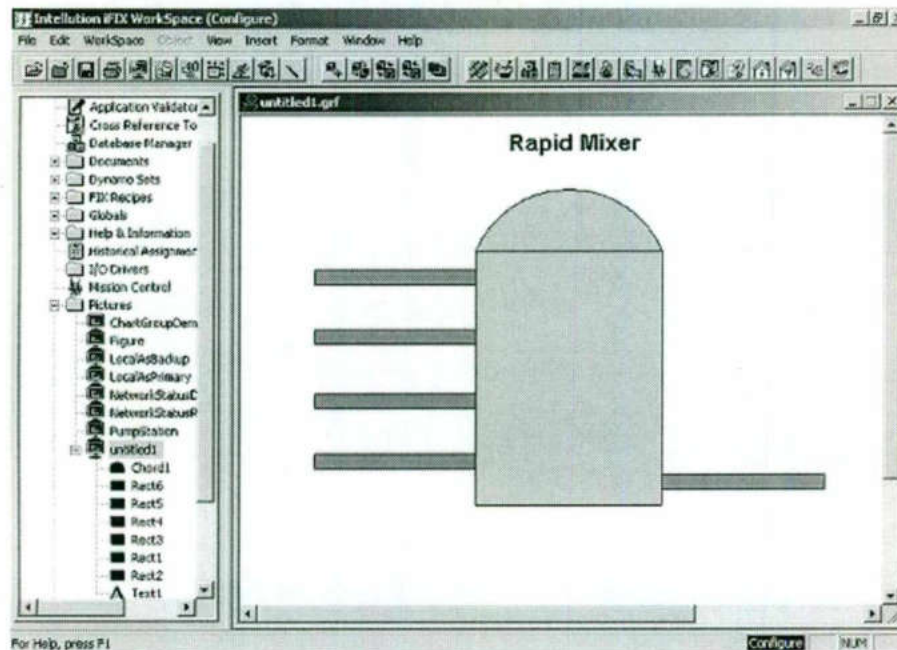 Intellution iFIX WorkSpace (Configure)
File Edit WorkSpace Object View Insert Format Window Help
Application Validator
Cross Reference To
Database Manager
Documents
Dynamo Sets
FIX Recipes
Globals
Help & Information
Historical Assignmer
I/O Drivers
Mission Control
Pictures
ChartGroupDem
Figure
LocalAsBackup
LocalAsPrimary
NetworkStatusD
NetworkStatusR
PumpStation
untitled1
Chord1
Rect6
Rect5
Rect4
Rect3
Rect1
Rect2
Text1
untitled1.grf
Rapid Mixer
For Help, press F1
Configure NUM